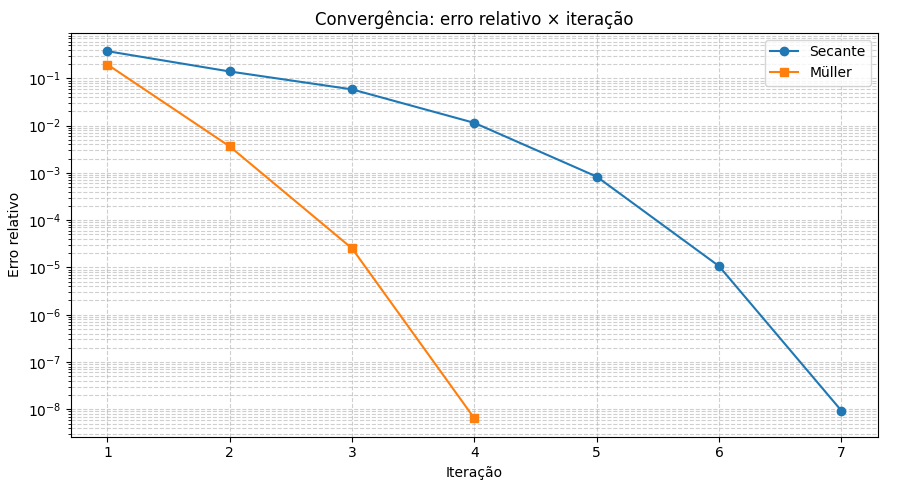 Convergência: erro relativo × iteração
Secante
Müller
Erro relativo
10⁻¹
10⁻²
10⁻³
10⁻⁴
10⁻⁵
10⁻⁶
10⁻⁷
10⁻⁸
1 2 3 4 5 6 7
Iteração